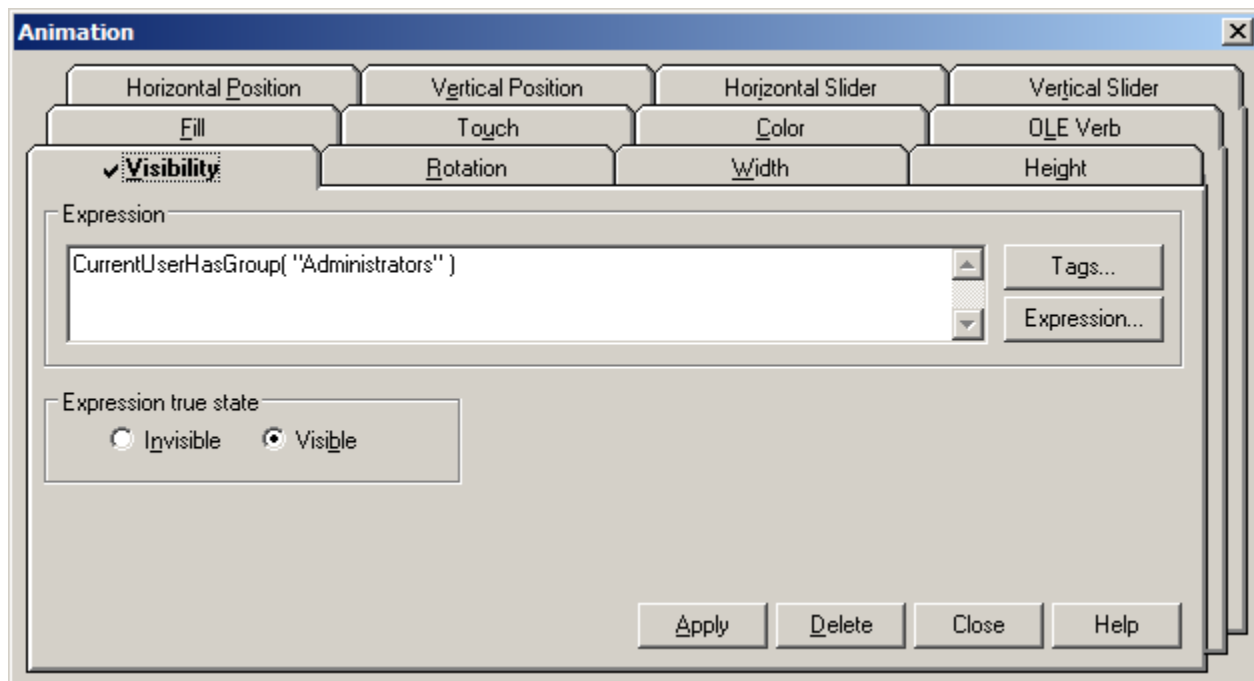 Animation
Horizontal Position Vertical Position Horizontal Slider Vertical Slider
Fill Touch Color OLE Verb
Visibility Rotation Width Height
Expression
CurrentUserHasGroup( "Administrators" )
Tags...
Expression...
Expression true state
Invisible Visible
Apply Delete Close Help